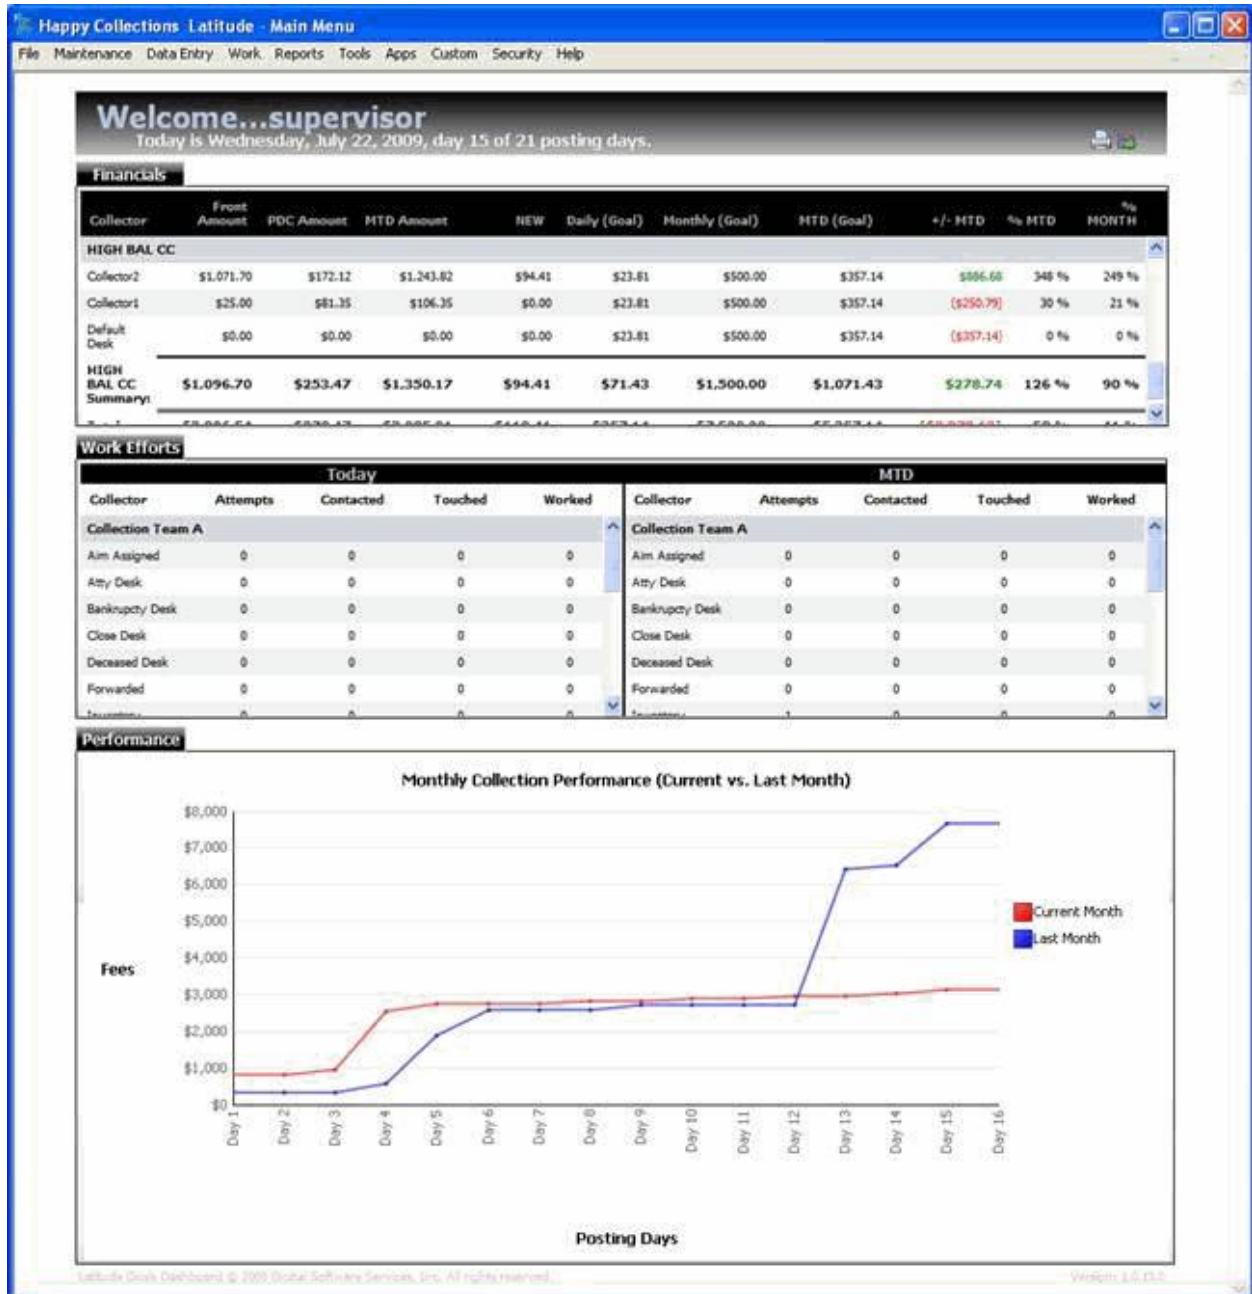 Happy Collections Latitude - Main Menu
File Maintenance Data Entry Work Reports Tools Apps Custom Security Help
Welcome...supervisor
Today is Wednesday, July 22, 2009, day 15 of 21 posting days.
Financials
Collector Front Amount PDC Amount MTD Amount NEW Daily (Goal) Monthly (Goal) MTD (Goal) +/- MTD % MTD % MONTH
HIGH BAL CC
Collector2 $1,071.70 $172.12 $1,243.82 $94.41 $23.81 $500.00 $357.14 $886.68 348 % 249 %
Collector1 $25.00 $81.35 $106.35 $0.00 $23.81 $500.00 $357.14 ($250.79) 30 % 21 %
Default Desk $0.00 $0.00 $0.00 $0.00 $23.81 $500.00 $357.14 ($357.14) 0 % 0 %
HIGH BAL CC Summary: $1,096.70 $253.47 $1,350.17 $94.41 $71.43 $1,500.00 $1,071.43 $278.74 126 % 90 %
Work Efforts
Today MTD
Collector Attempts Contacted Touched Worked Collector Attempts Contacted Touched Worked
Collection Team A Collection Team A
Aim Assigned 0 0 0 0 Aim Assigned 0 0 0 0
Atty Desk 0 0 0 0 Atty Desk 0 0 0 0
Bankrupcty Desk 0 0 0 0 Bankrupcty Desk 0 0 0 0
Close Desk 0 0 0 0 Close Desk 0 0 0 0
Deceased Desk 0 0 0 0 Deceased Desk 0 0 0 0
Forwarded 0 0 0 0 Forwarded 0 0 0 0
Performance
Monthly Collection Performance (Current vs. Last Month)
$8,000
$7,000
$6,000
$5,000
$4,000
$3,000
$2,000
$1,000
$0
Fees
Current Month
Last Month
Day 1 Day 2 Day 3 Day 4 Day 5 Day 6 Day 7 Day 8 Day 9 Day 10 Day 11 Day 12 Day 13 Day 14 Day 15 Day 16
Posting Days
Latitude Goals Dashboard © 2009 Global Software Services, Inc. All rights reserved.